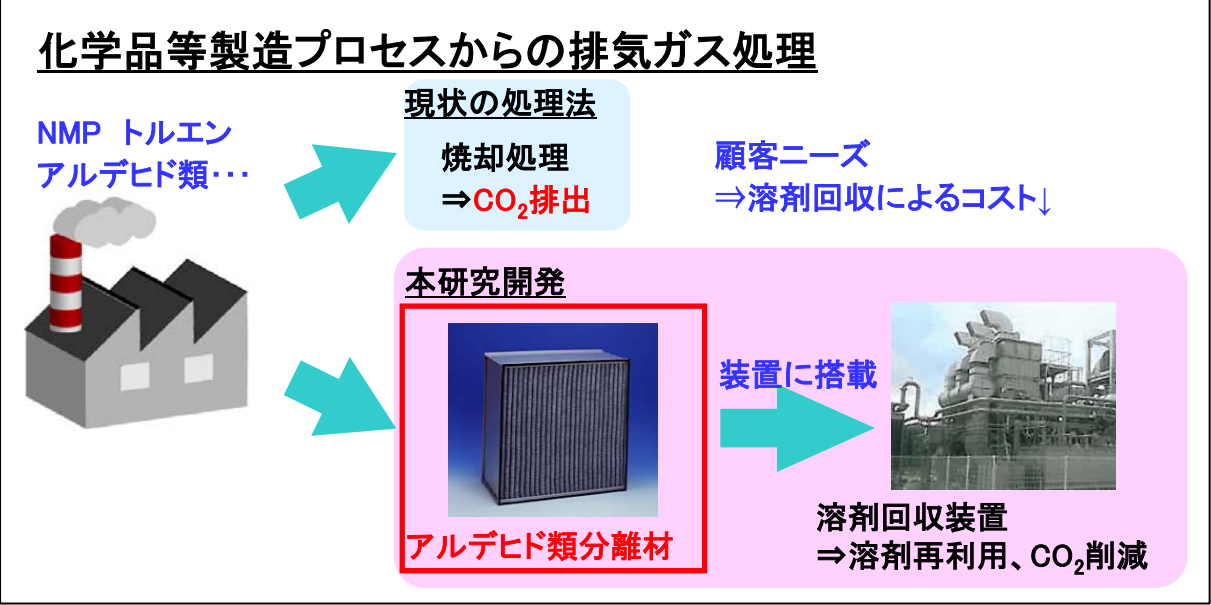 化学品等製造プロセスからの排気ガス処理
NMP トルエン
アルデヒド類･･･
現状の処理法
焼却処理
⇒CO₂排出
顧客ニーズ
⇒溶剤回収によるコスト↓
本研究開発
アルデヒド類分離材
装置に搭載
溶剤回収装置
⇒溶剤再利用、CO₂削減